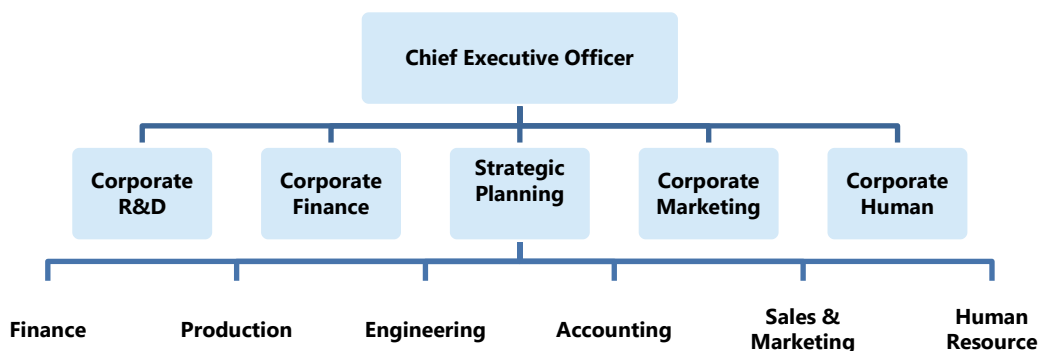 Chief Executive Officer
Corporate
R&D
Corporate
Finance
Strategic
Planning
Corporate
Marketing
Corporate
Human
Finance
Production
Engineering
Accounting
Sales &
Marketing
Human
Resource